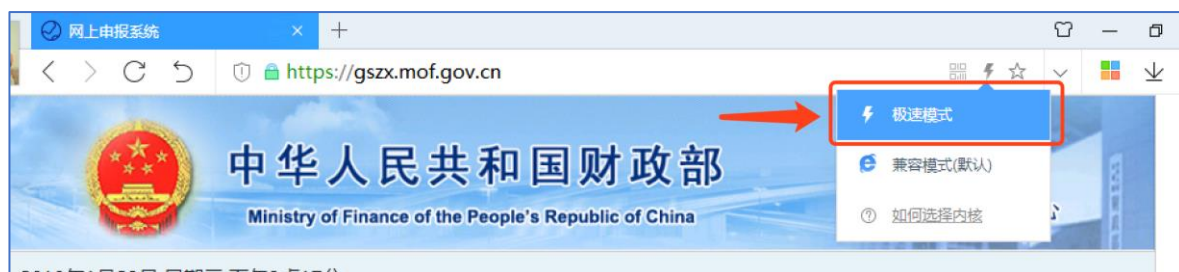 网上申报系统
https://gszx.mof.gov.cn
极速模式
中华人民共和国财政部
兼容模式(默认)
Ministry of Finance of the People's Republic of China
如何选择内核